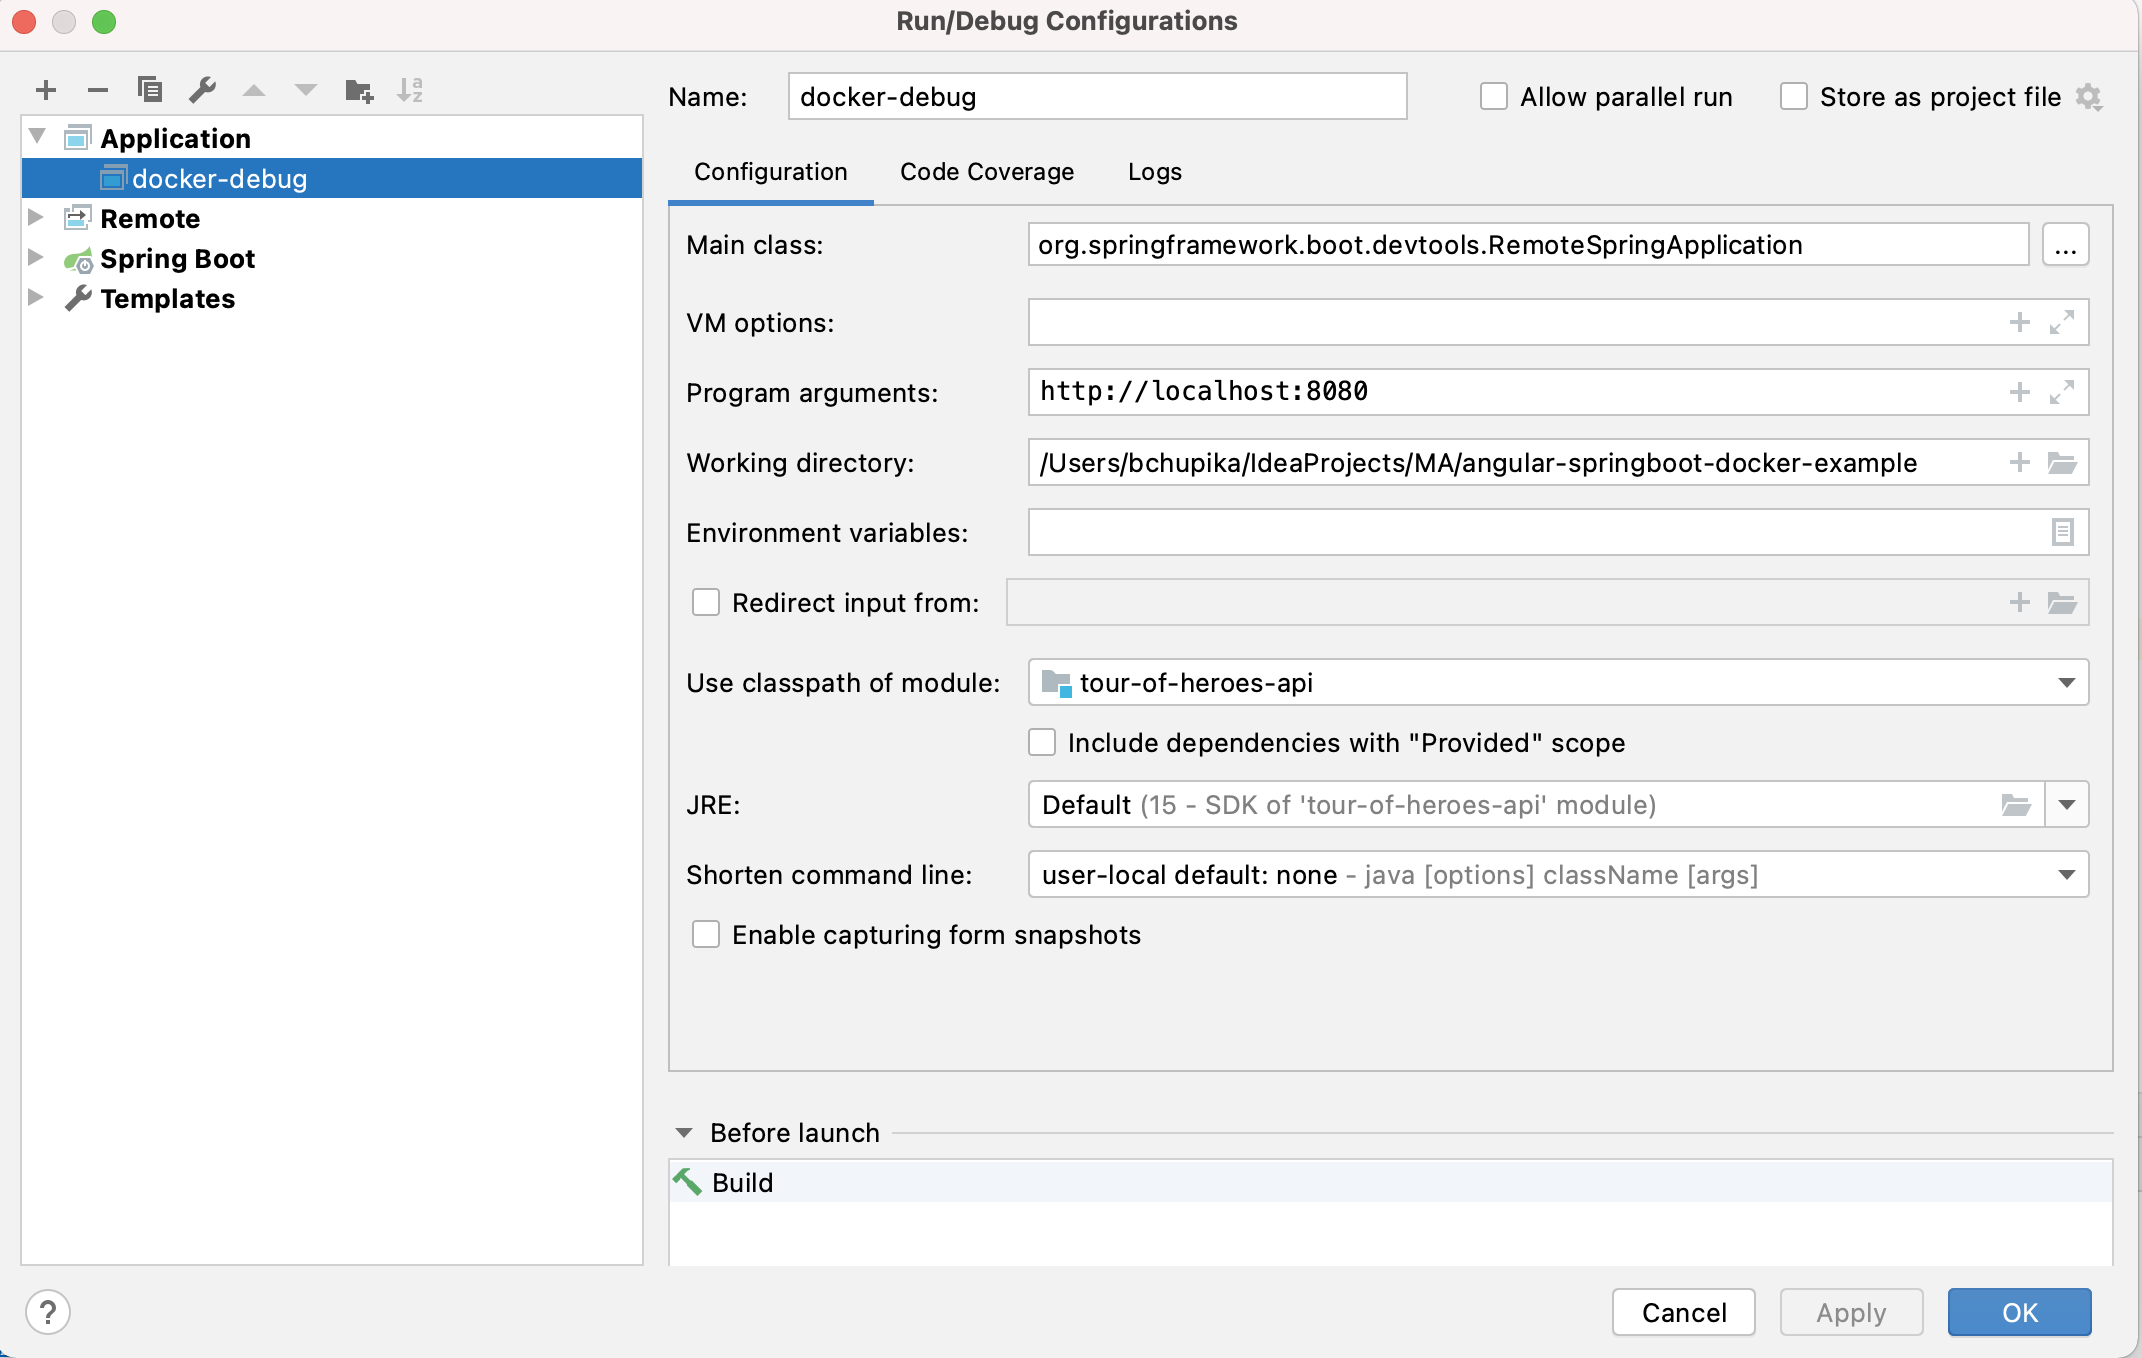 Run/Debug Configurations
Application
docker-debug
Remote
Spring Boot
Templates
Name: docker-debug
Allow parallel run
Store as project file
Configuration Code Coverage Logs
Main class: org.springframework.boot.devtools.RemoteSpringApplication ...
VM options:
Program arguments: http://localhost:8080
Working directory: /Users/bchupika/IdeaProjects/MA/angular-springboot-docker-example
Environment variables:
Redirect input from:
Use classpath of module: tour-of-heroes-api
Include dependencies with "Provided" scope
JRE: Default (15 - SDK of 'tour-of-heroes-api' module)
Shorten command line: user-local default: none - java [options] className [args]
Enable capturing form snapshots
Before launch
Build
? Cancel Apply OK